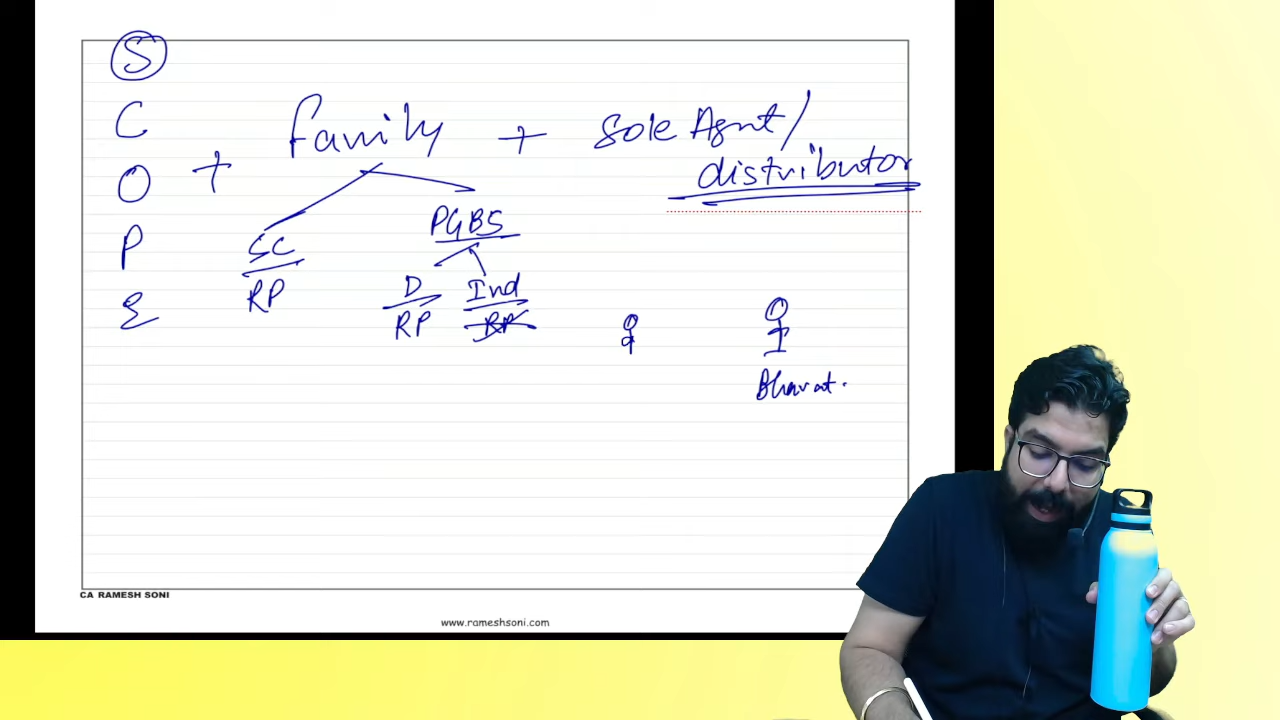 S
C
O
P
E
+ family + Sole Agent/
distributor
SC
RP
PGBS
D Ind
RP RP
Bharat.
CA RAMESH SONI
www.rameshsoni.com